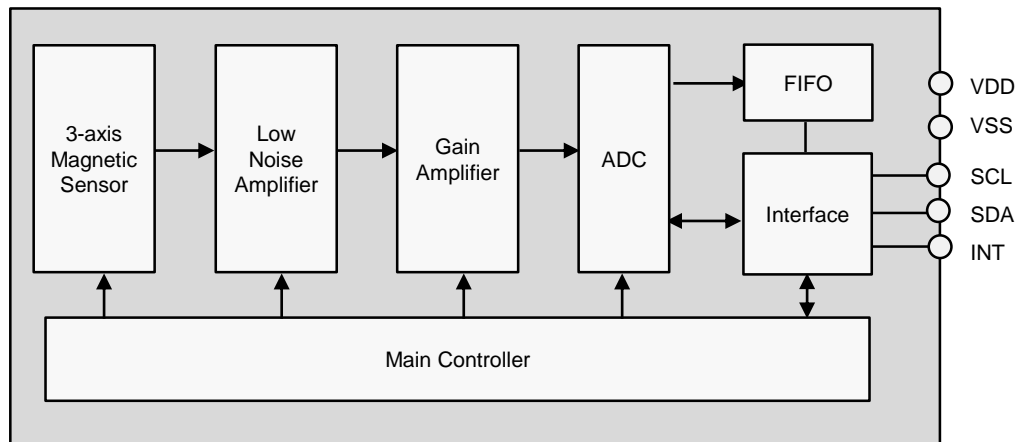 3-axis
Magnetic
Sensor
Low
Noise
Amplifier
Gain
Amplifier
ADC
FIFO
Interface
Main Controller
VDD
VSS
SCL
SDA
INT